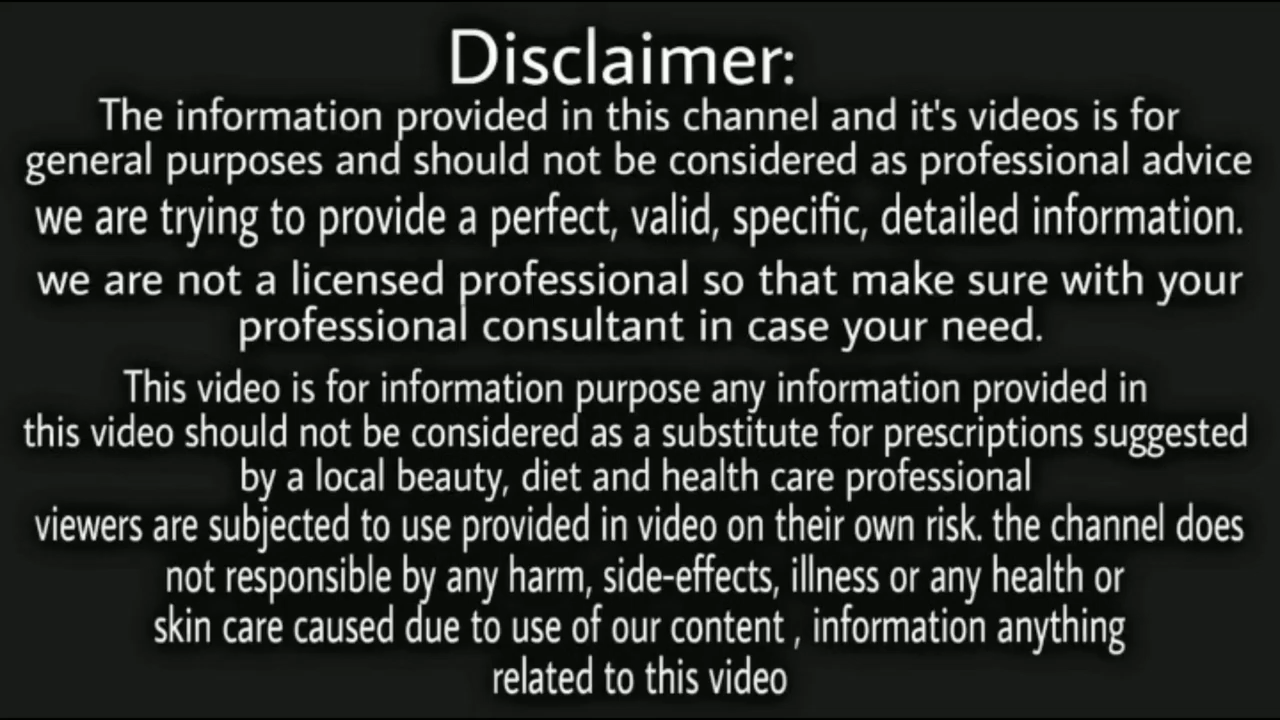 Disclaimer:
The information provided in this channel and it's videos is for
general purposes and should not be considered as professional advice
we are trying to provide a perfect, valid, specific, detailed information.
we are not a licensed professional so that make sure with your
professional consultant in case your need.
This video is for information purpose any information provided in
this video should not be considered as a substitute for prescriptions suggested
by a local beauty, diet and health care professional
viewers are subjected to use provided in video on their own risk. the channel does
not responsible by any harm, side-effects, illness or any health or
skin care caused due to use of our content , information anything
related to this video